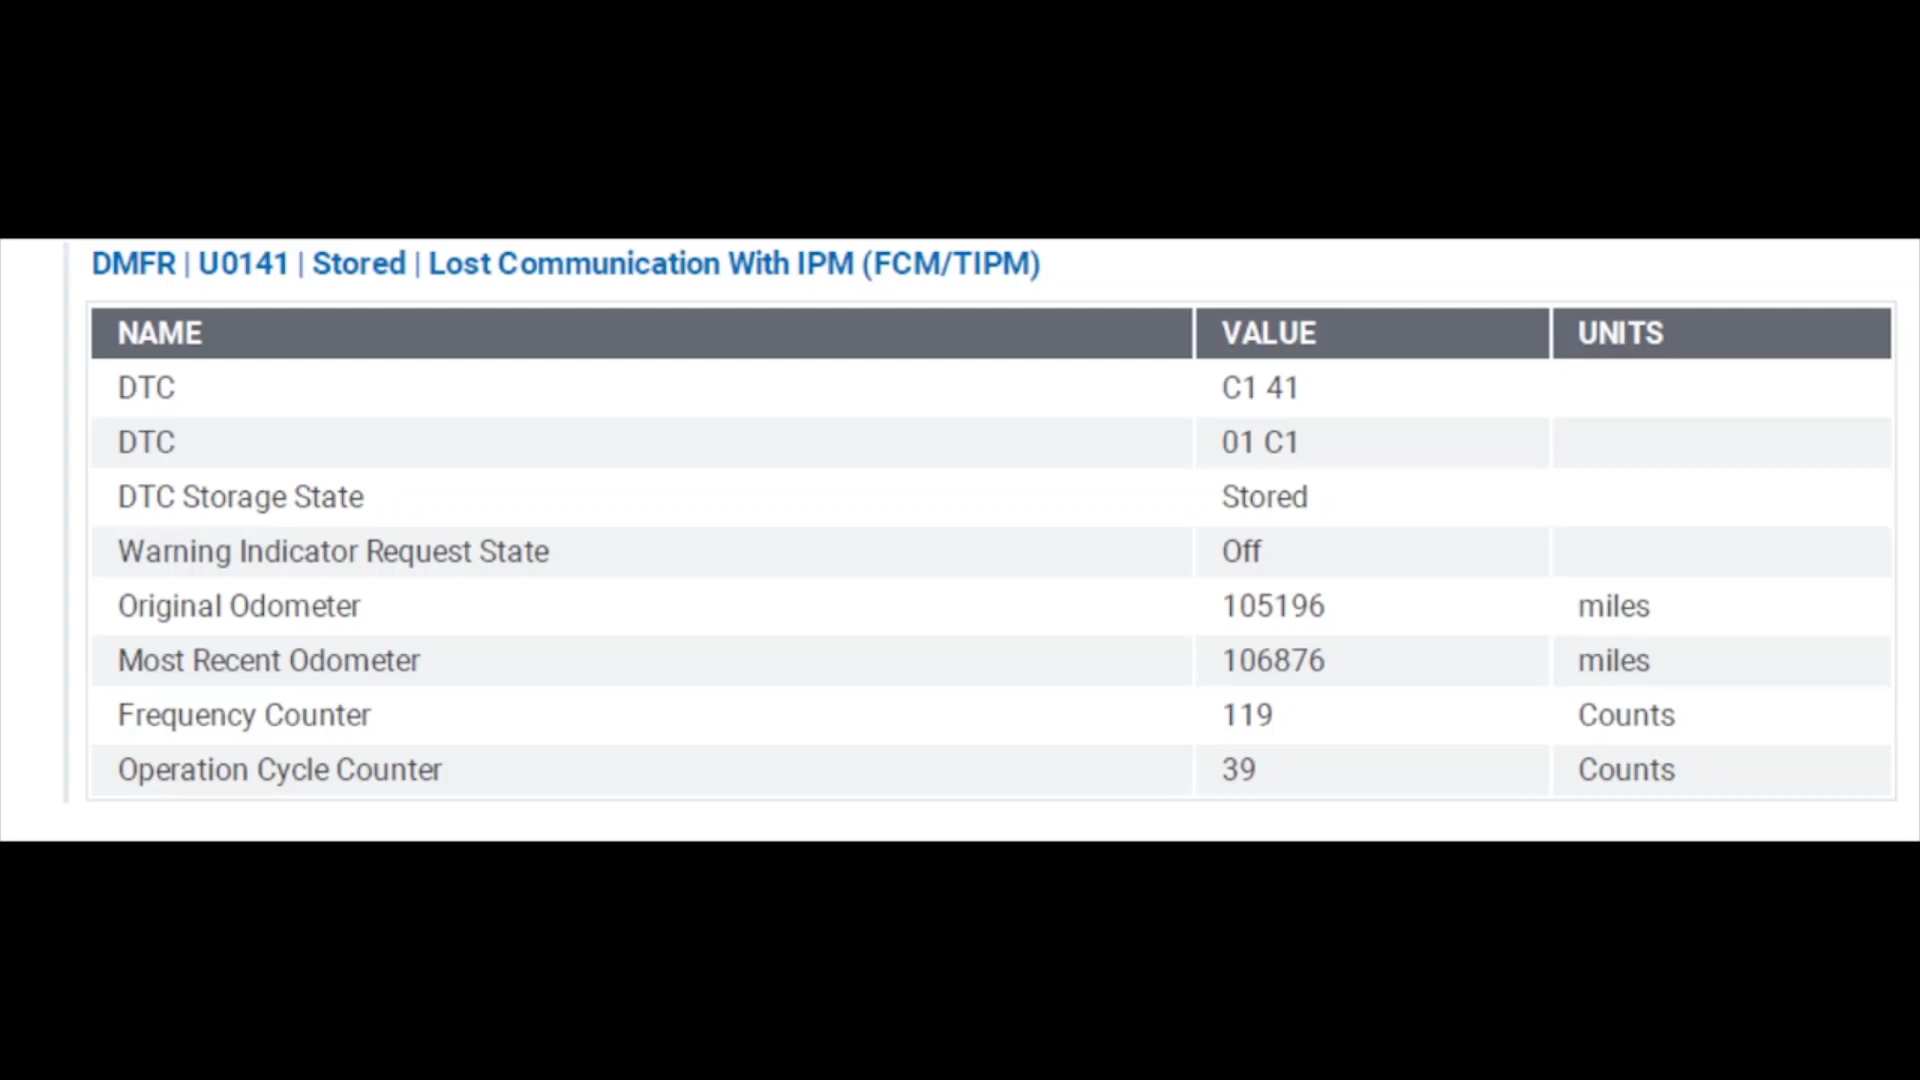 DMFR | U0141 | Stored | Lost Communication With IPM (FCM/TIPM)
NAME VALUE UNITS
DTC C1 41
DTC 01 C1
DTC Storage State Stored
Warning Indicator Request State Off
Original Odometer 105196 miles
Most Recent Odometer 106876 miles
Frequency Counter 119 Counts
Operation Cycle Counter 39 Counts